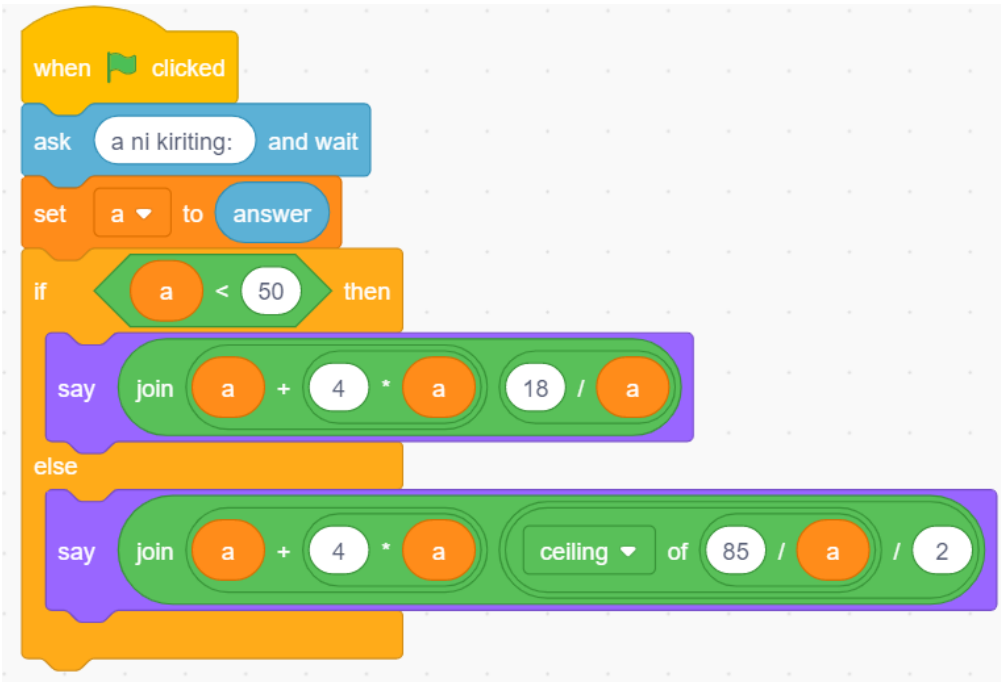 when clicked
ask a ni kiriting: and wait
set a to answer
if a < 50 then
say join a + 4 * a 18 / a
else
say join a + 4 * a ceiling of 85 / a / 2